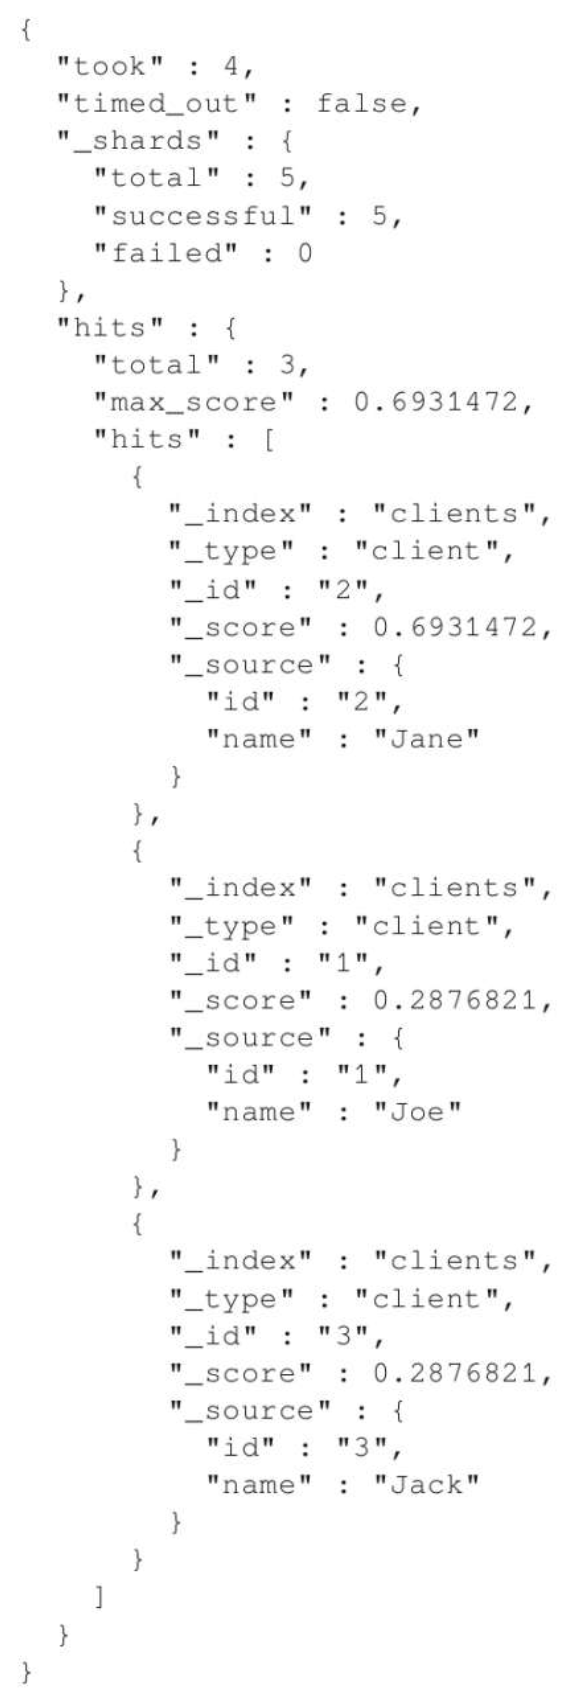 {
  "took" : 4,
  "timed_out" : false,
  "_shards" : {
    "total" : 5,
    "successful" : 5,
    "failed" : 0
  },
  "hits" : {
    "total" : 3,
    "max_score" : 0.6931472,
    "hits" : [
      {
        "_index" : "clients",
        "_type" : "client",
        "_id" : "2",
        "_score" : 0.6931472,
        "_source" : {
          "id" : "2",
          "name" : "Jane"
        }
      },
      {
        "_index" : "clients",
        "_type" : "client",
        "_id" : "1",
        "_score" : 0.2876821,
        "_source" : {
          "id" : "1",
          "name" : "Joe"
        }
      },
      {
        "_index" : "clients",
        "_type" : "client",
        "_id" : "3",
        "_score" : 0.2876821,
        "_source" : {
          "id" : "3",
          "name" : "Jack"
        }
      }
    ]
  }
}